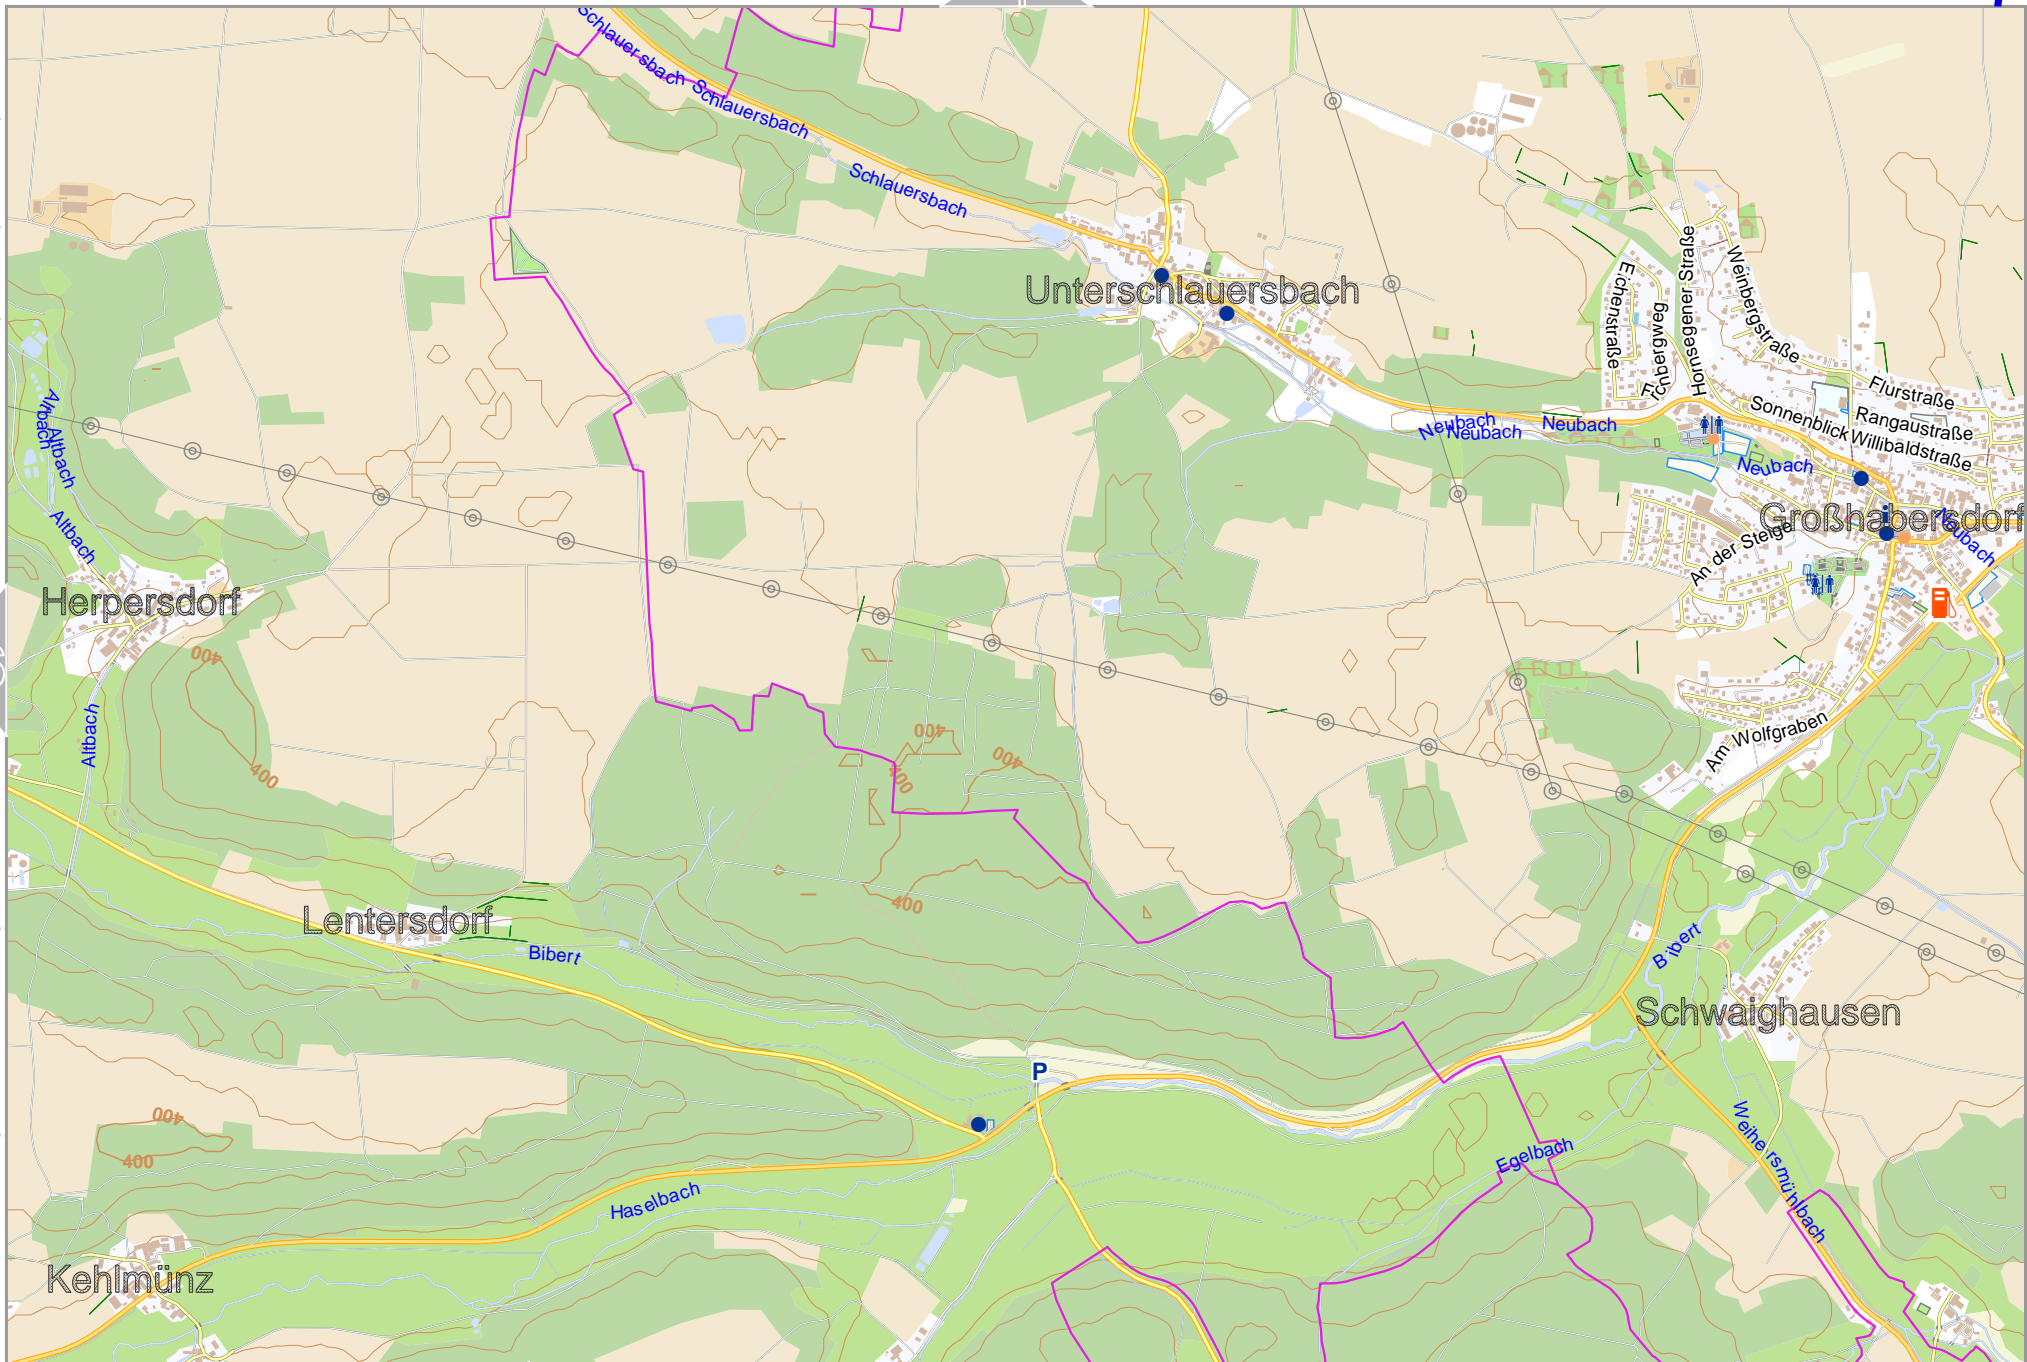 Schlauersbach
Schlauersbach
Schlauersbach
Unterschlauersbach
Eichenstraße
Hornsegener Straße
Weinbergstraße
Flurstraße
Rangaustraße
Sonnenblick
Willibaldstraße
Neubach
Neubach
Neubach
Neubach
Altbach
Altbach
Altbach
Großhabersdorf
Neubach
An der Steige
Herpersdorf
400
Altbach
400
400
400
400
Am Wolfgraben
400
Lentersdorf
Bibert
Bibert
Schwaighausen
P
400
400
Weihersmühlbach
Egelbach
Haselbach
Kehlmünz